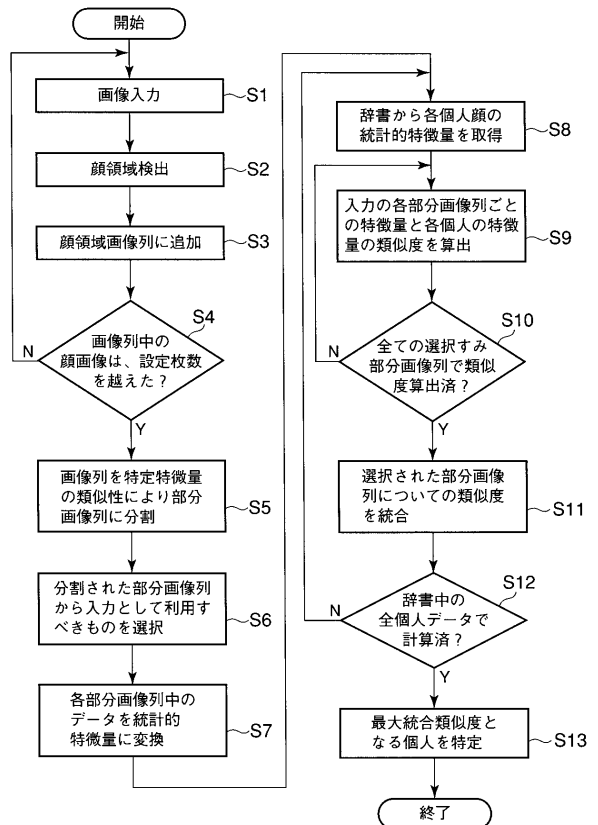 開始
画像入力
S1
顔領域検出
S2
顔領域画像列に追加
S3
S4
画像列中の
顔画像は、設定枚数
を越えた？
N
Y
画像列を特定特徴量
の類似性により部分
画像列に分割
S5
分割された部分画像列
から入力として利用す
べきものを選択
S6
各部分画像列中の
データを統計的
特徴量に変換
S7
辞書から各個人顔の
統計的特徴量を取得
S8
入力の各部分画像列ごと
の特徴量と各個人の特徴
量の類似度を算出
S9
S10
全ての選択すみ
部分画像列で類似
度算出済？
N
Y
選択された部分画像
列についての類似度
を統合
S11
S12
辞書中の
全個人データで
計算済？
N
Y
最大統合類似度と
なる個人を特定
S13
終了